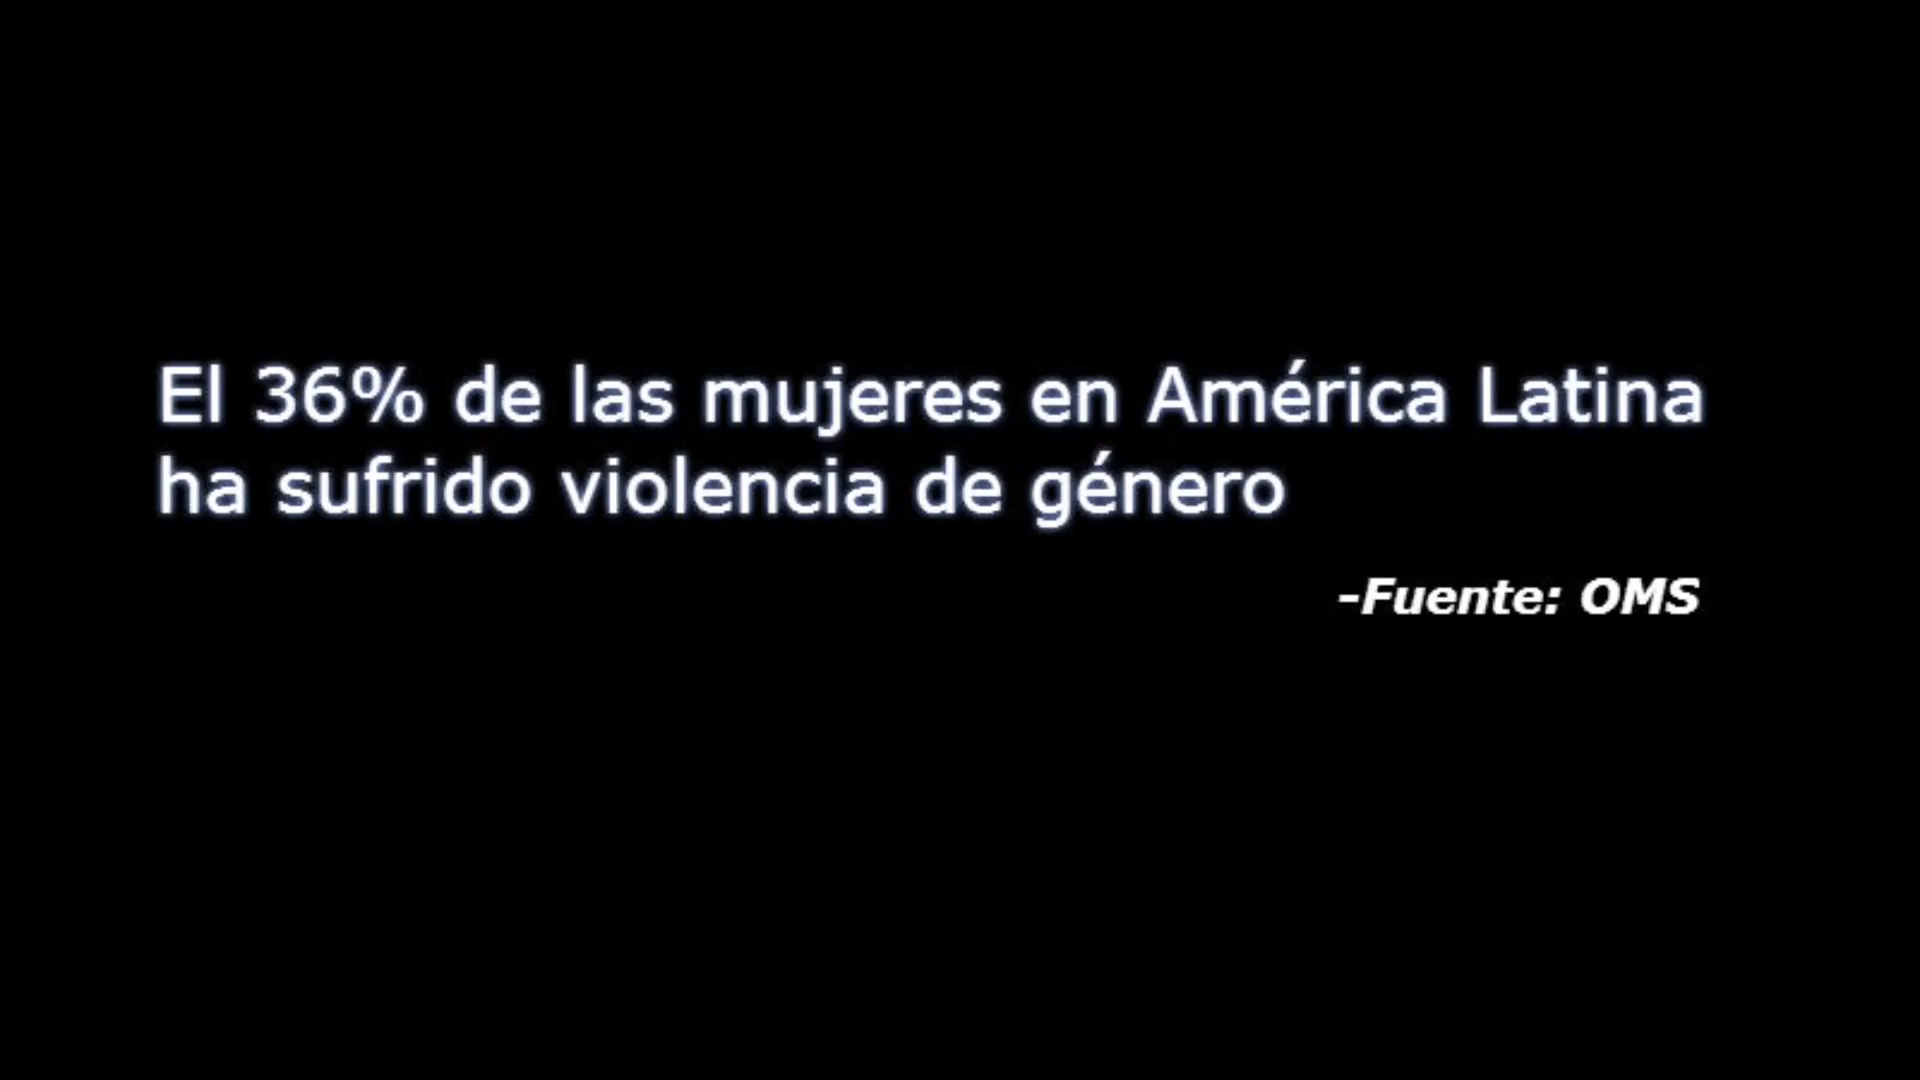 El 36% de las mujeres en América Latina
ha sufrido violencia de género
-Fuente: OMS